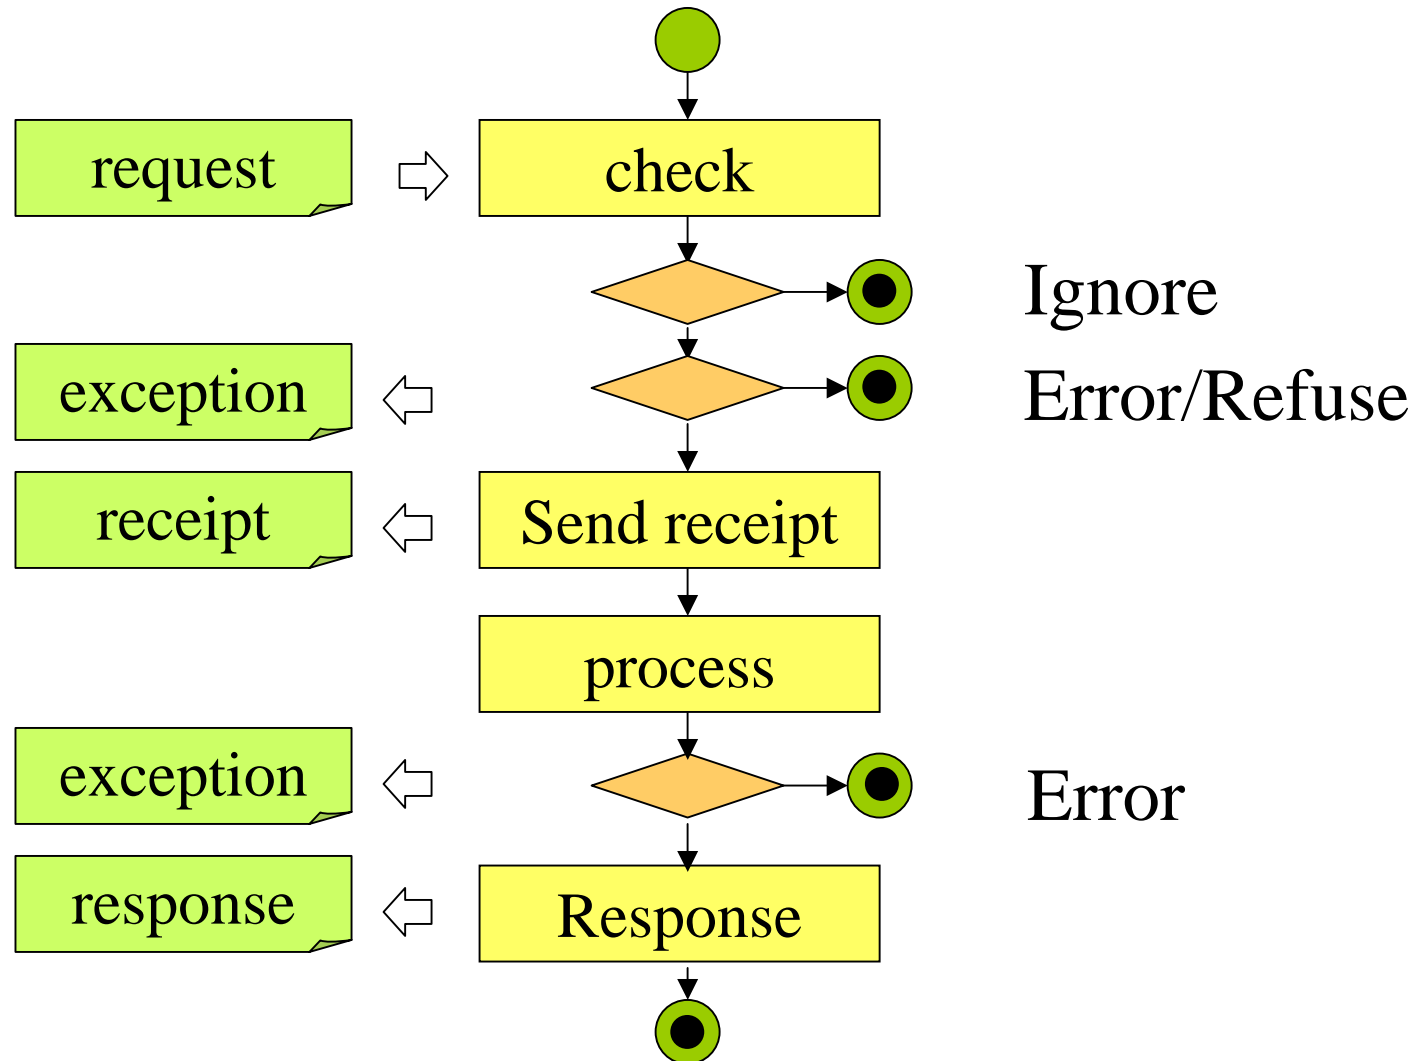 request
check
Ignore
exception
Error/Refuse
receipt
Send receipt
process
exception
Error
response
Response